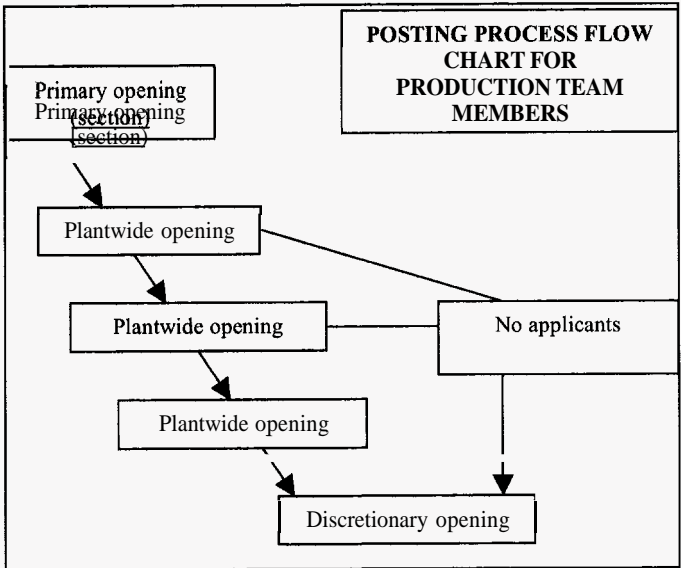 POSTING PROCESS FLOW
CHART FOR
PRODUCTION TEAM
MEMBERS
Primary opening
Primary opening
(section)
(section)
Plantwide opening
Plantwide opening
No applicants
Plantwide opening
Discretionary opening